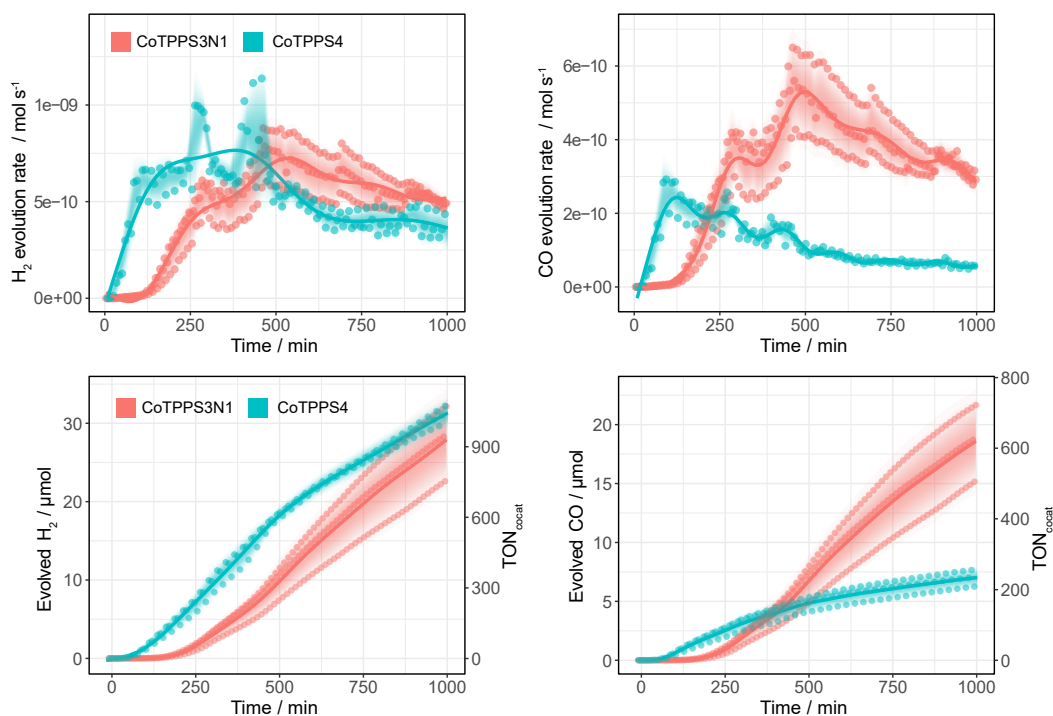 CoTPPS3N1 CoTPPS4
H₂ evolution rate / mol s⁻¹
1e−09
5e−10
0e+00
0 250 500 750 1000
Time / min
CO evolution rate / mol s⁻¹
6e−10
4e−10
2e−10
0e+00
0 250 500 750 1000
Time / min
CoTPPS3N1 CoTPPS4
Evolved H₂ / µmol
30
20
10
0
900
600
300
0
TON_cocat
0 250 500 750 1000
Time / min
Evolved CO / µmol
20
15
10
5
0
800
600
400
200
0
TON_cocat
0 250 500 750 1000
Time / min